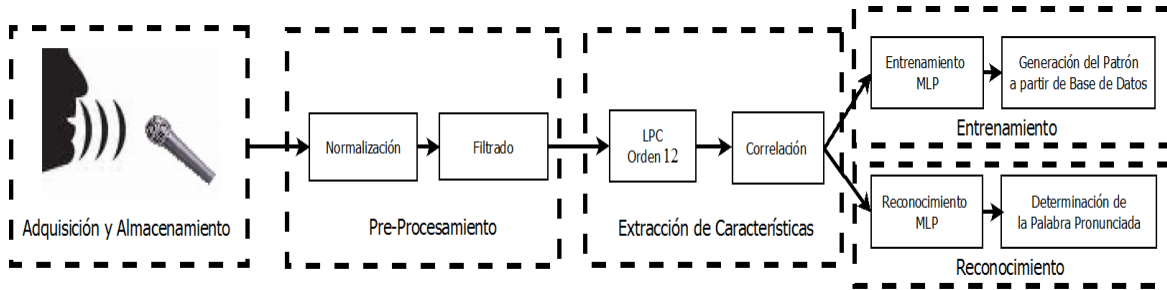 Adquisición y Almacenamiento
Normalización
Filtrado
Pre-Procesamiento
LPC
Orden 12
Correlación
Extracción de Características
Entrenamiento
MLP
Generación del Patrón
a partir de Base de Datos
Entrenamiento
Reconocimiento
MLP
Determinación de
la Palabra Pronunciada
Reconocimiento